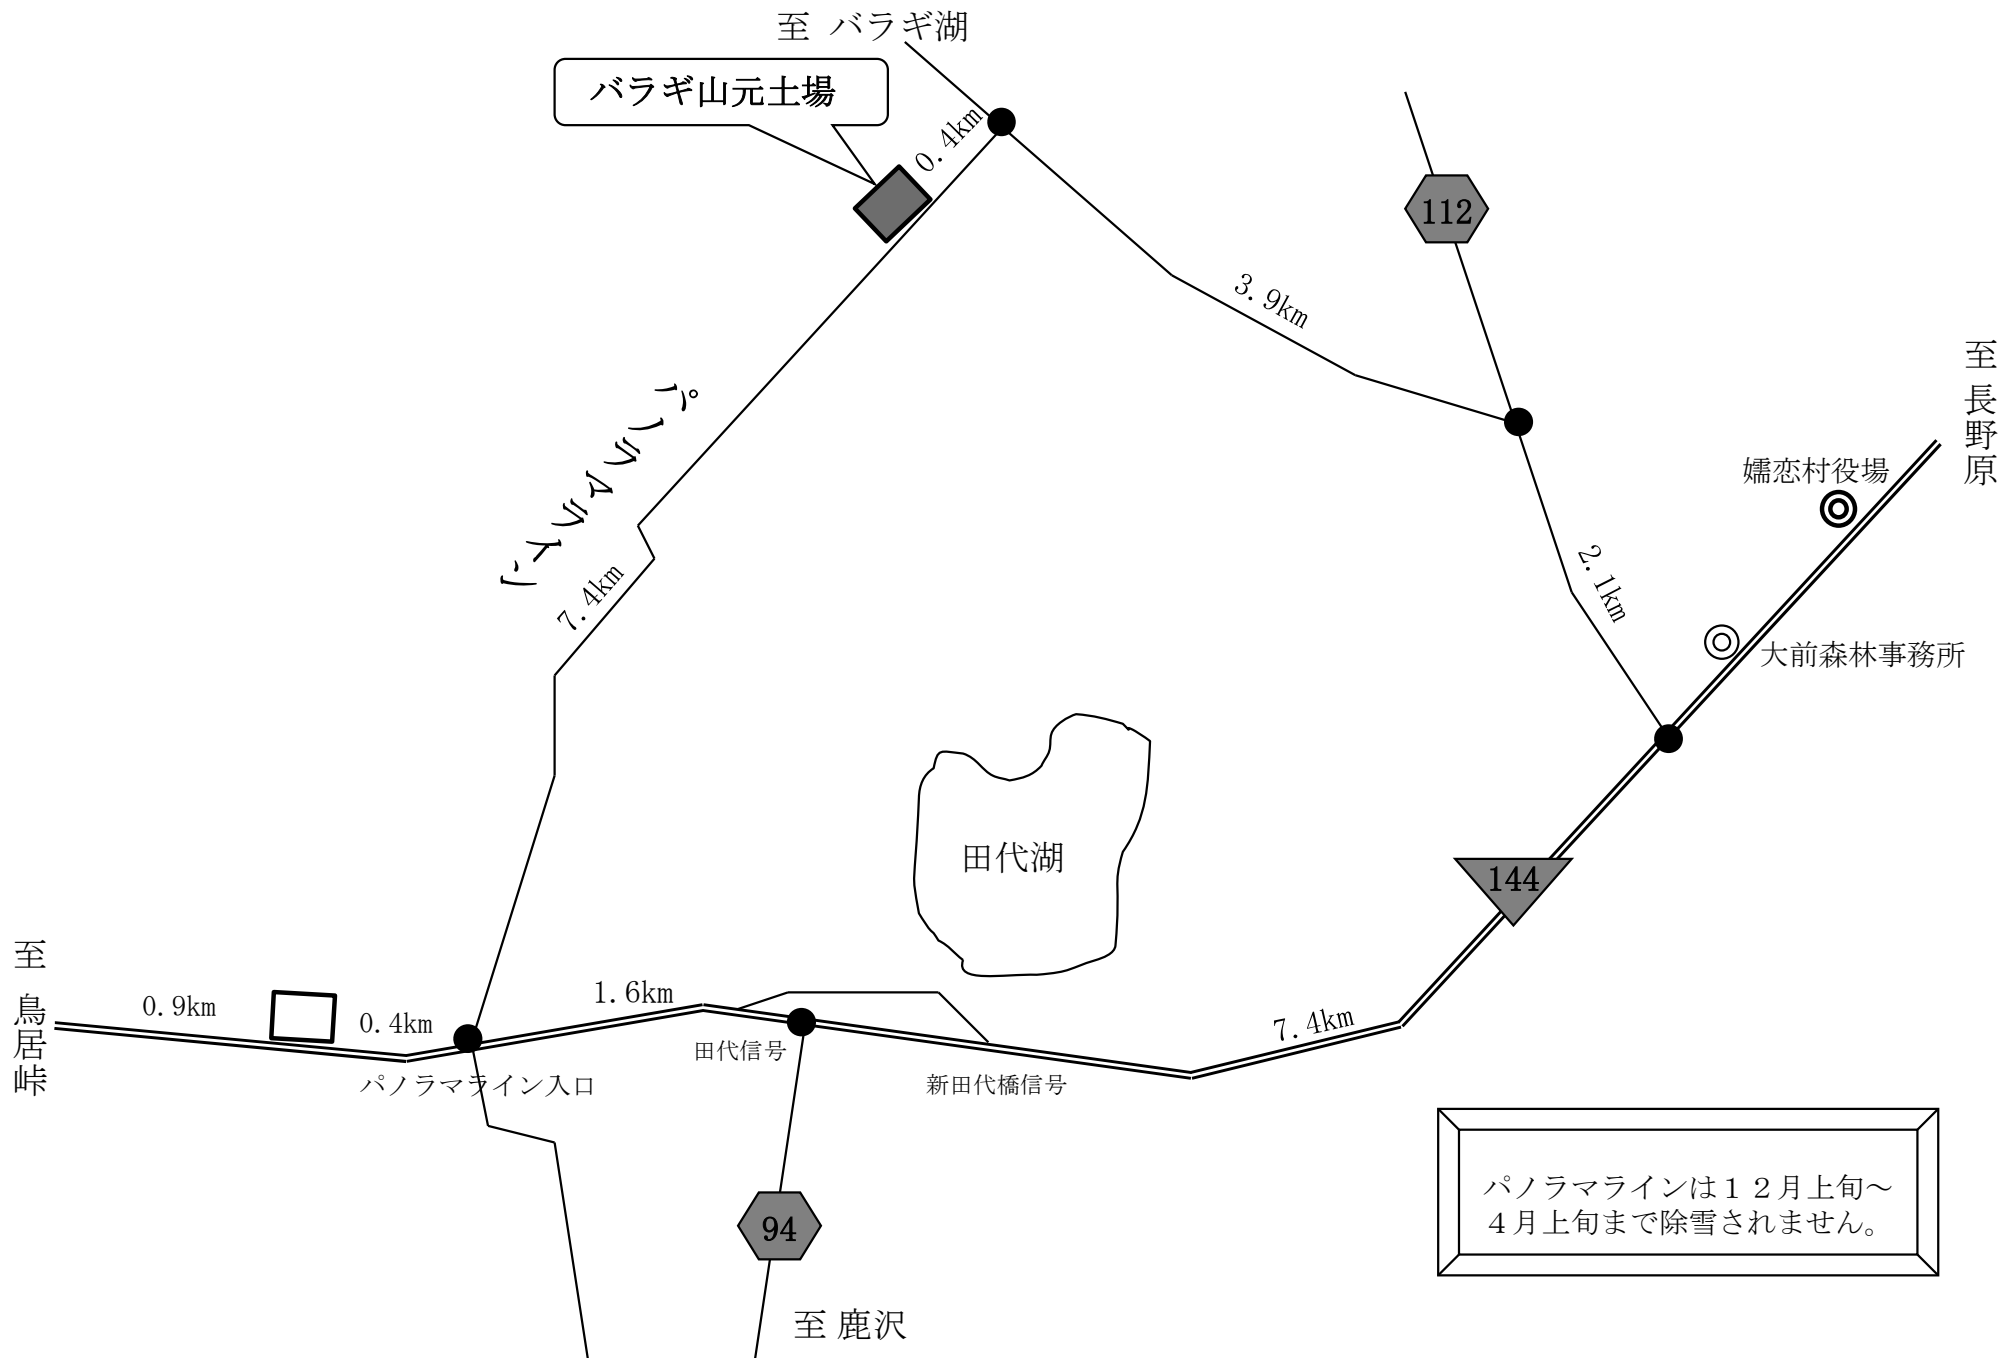 至 バラギ湖
バラギ山元土場
0.4km
112
3.9km
至 長野原
パノラマライン
嬬恋村役場
7.4km
2.1km
大前森林事務所
田代湖
144
至 鳥居峠
0.9km
0.4km
1.6km
7.4km
田代信号
パノラマライン入口
新田代橋信号
94
パノラマラインは１２月上旬～
４月上旬まで除雪されません。
至 鹿沢